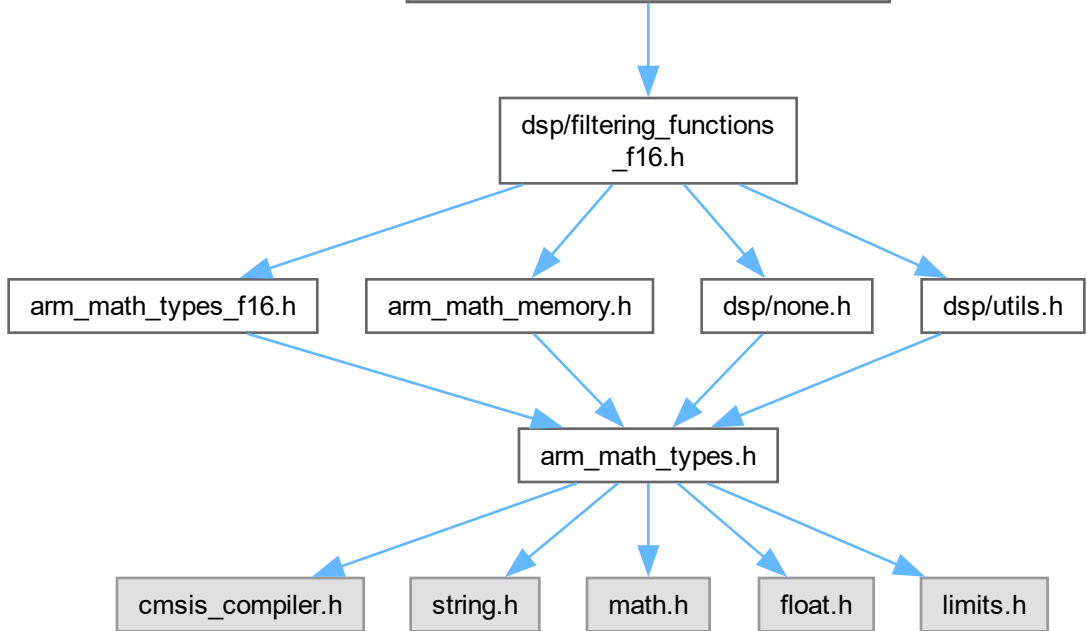 dsp/filtering_functions
_f16.h
arm_math_types_f16.h
arm_math_memory.h
dsp/none.h
dsp/utils.h
arm_math_types.h
cmsis_compiler.h
string.h
math.h
float.h
limits.h